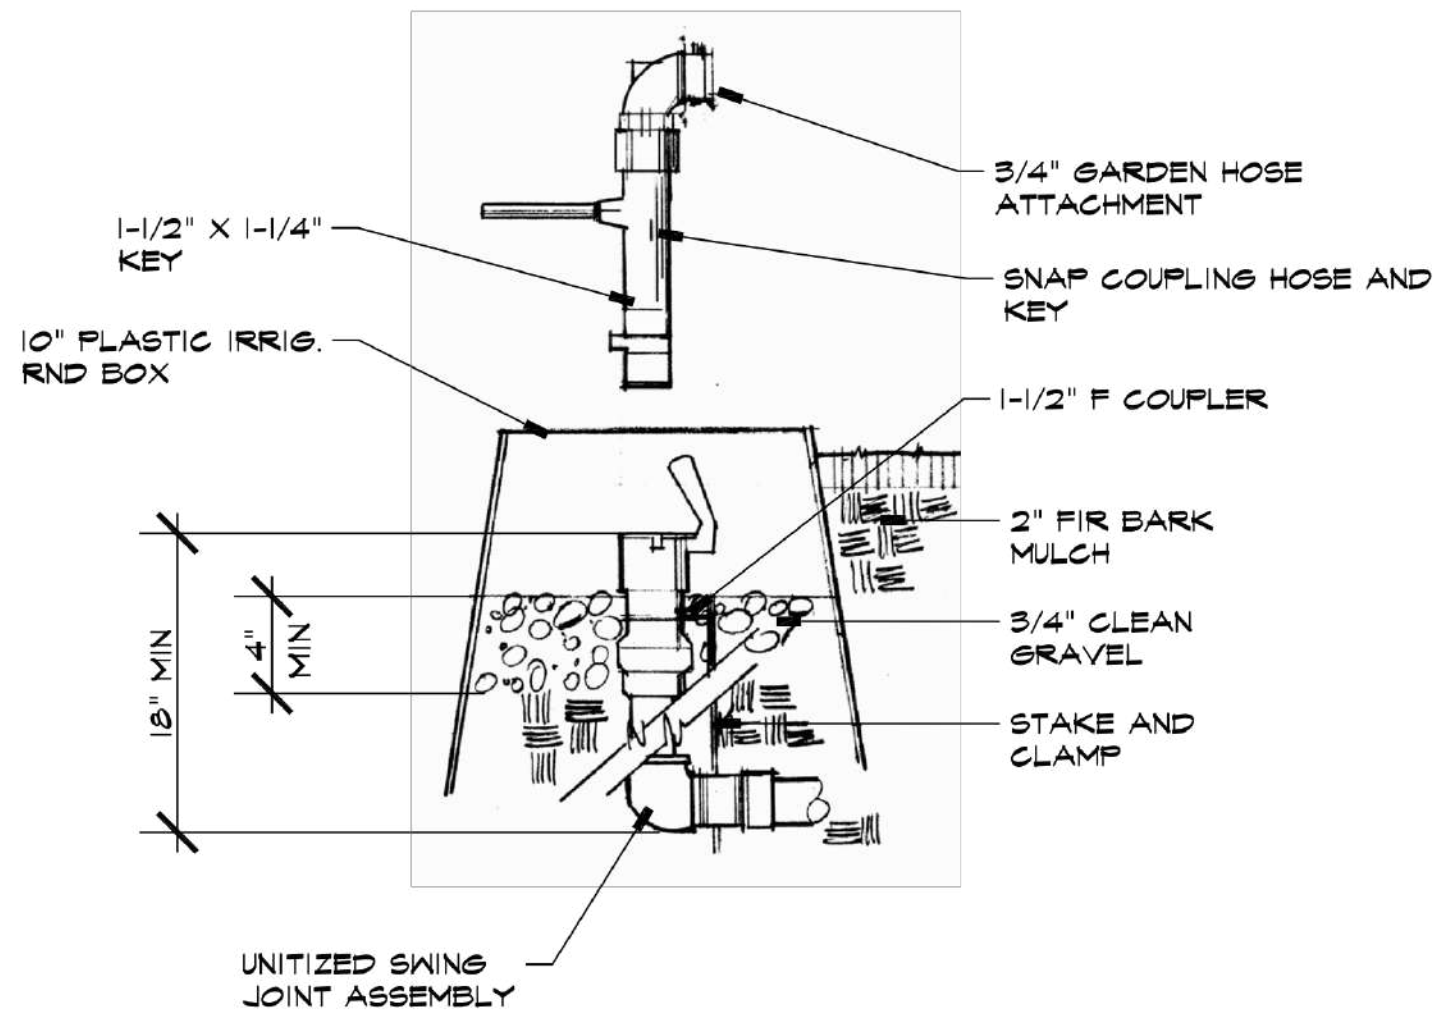 3/4" GARDEN HOSE
ATTACHMENT
1-1/2" X 1-1/4"
KEY
SNAP COUPLING HOSE AND
KEY
10" PLASTIC IRRIG.
RND BOX
1-1/2" F COUPLER
2" FIR BARK
MULCH
3/4" CLEAN
GRAVEL
4"
MIN
18" MIN
STAKE AND
CLAMP
UNITIZED SWING
JOINT ASSEMBLY